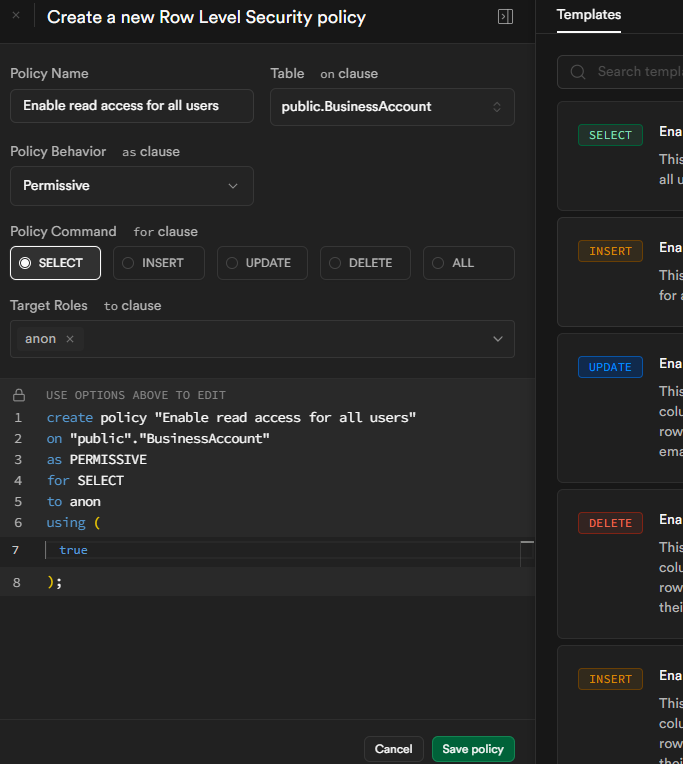 Create a new Row Level Security policy
Policy Name
Table on clause
Enable read access for all users
public.BusinessAccount
Policy Behavior as clause
Permissive
Policy Command for clause
SELECT INSERT UPDATE DELETE ALL
Target Roles to clause
anon
USE OPTIONS ABOVE TO EDIT
1 create policy "Enable read access for all users"
2 on "public"."BusinessAccount"
3 as PERMISSIVE
4 for SELECT
5 to anon
6 using (
7 true
8 );
Cancel Save policy
Templates
Search templ
SELECT Ena
This
all u
INSERT Ena
This
for a
UPDATE Ena
This
colu
row
ema
DELETE Ena
This
colu
row
thei
INSERT Ena
This
colu
row